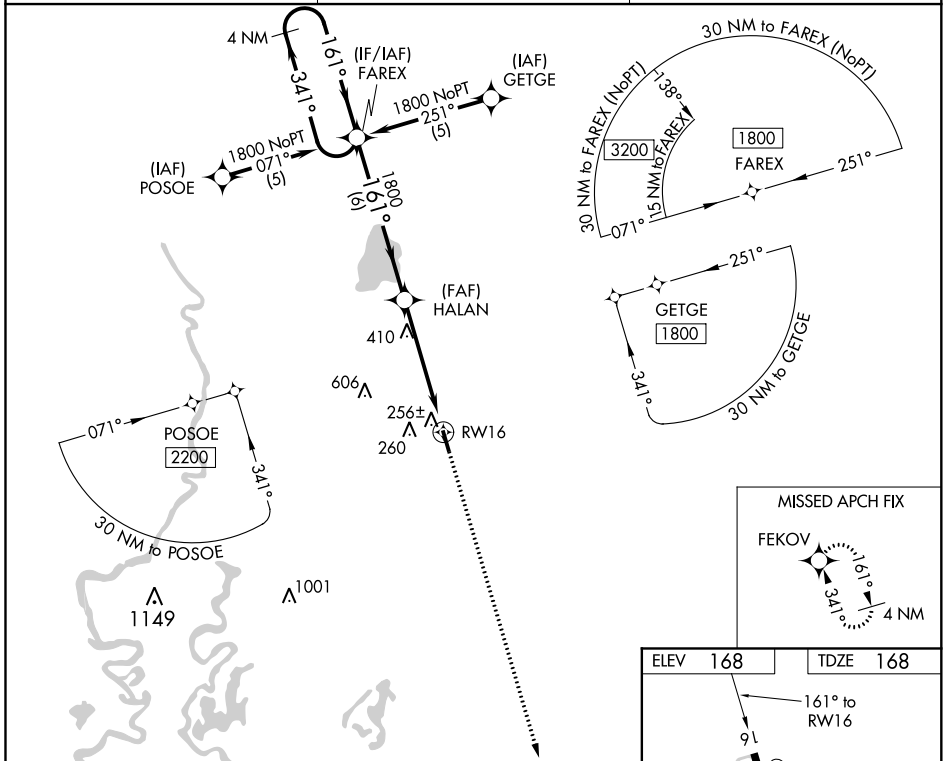 4 NM
161°
341°
(IF/IAF)
FAREX
(IAF)
GETGE
1800 NoPT
251°
(5)
(IAF)
POSOE
1800 NoPT
071°
(5)
1800
161°
(6)
(FAF)
HALAN
410
606
256±
260
RW16
30 NM to FAREX (NoPT)
30 NM to FAREX (NoPT)
138°
15 NM to FAREX
3200
1800
FAREX
251°
071°
251°
GETGE
1800
341°
30 NM to GETGE
071°
POSOE
2200
341°
30 NM to POSOE
1149
1001
MISSED APCH FIX
FEKOV
161°
341°
4 NM
ELEV 168
TDZE 168
161° to
RW16
16